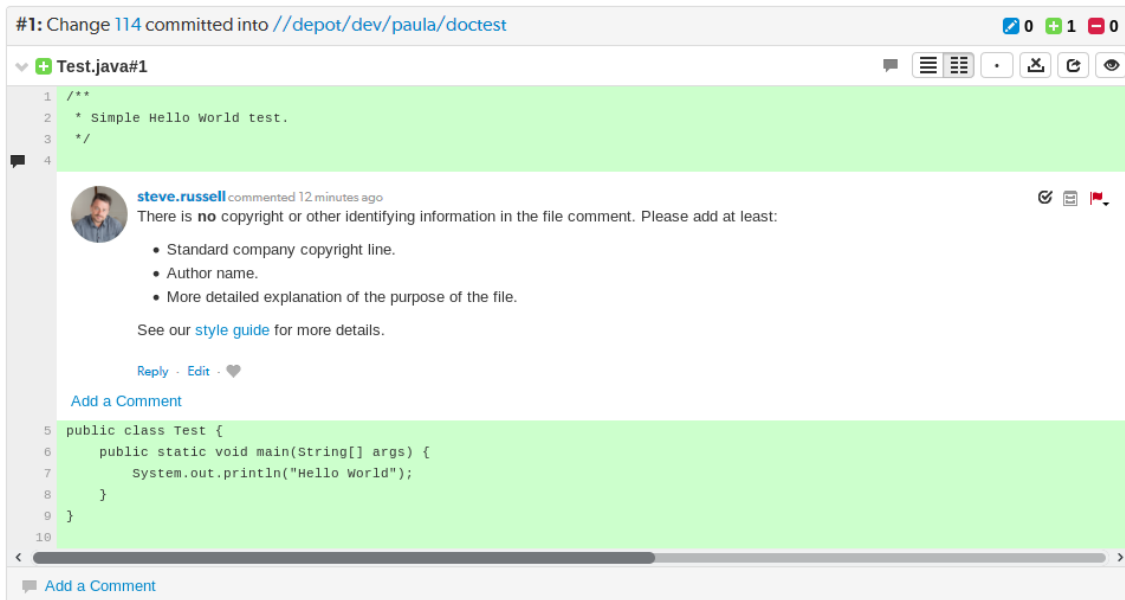 #1: Change 114 committed into //depot/dev/paula/doctest 0 1 0
Test.java#1
1 /**
2  * Simple Hello World test.
3  */
4
steve.russell commented 12 minutes ago
There is no copyright or other identifying information in the file comment. Please add at least:
• Standard company copyright line.
• Author name.
• More detailed explanation of the purpose of the file.
See our style guide for more details.
Reply · Edit ·
Add a Comment
5 public class Test {
6     public static void main(String[] args) {
7         System.out.println("Hello World");
8     }
9 }
10
Add a Comment